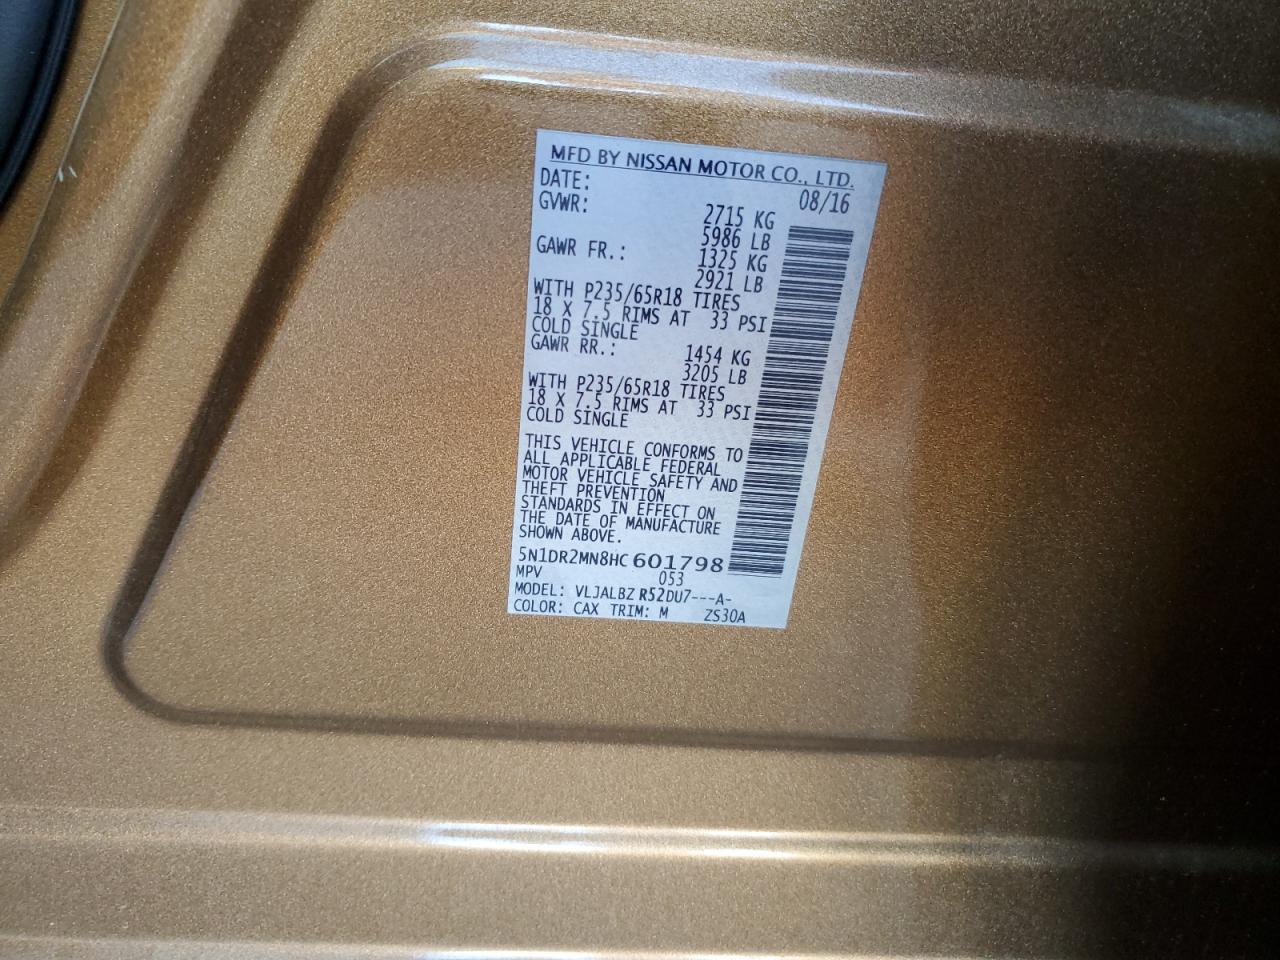 MFD BY NISSAN MOTOR CO., LTD.
DATE: 08/16
GVWR: 2715 KG
5986 LB
GAWR FR.: 1325 KG
2921 LB
WITH P235/65R18 TIRES
18 X 7.5 RIMS AT 33 PSI
COLD SINGLE
GAWR RR.: 1454 KG
3205 LB
WITH P235/65R18 TIRES
18 X 7.5 RIMS AT 33 PSI
COLD SINGLE
THIS VEHICLE CONFORMS TO
ALL APPLICABLE FEDERAL
MOTOR VEHICLE SAFETY AND
THEFT PREVENTION
STANDARDS IN EFFECT ON
THE DATE OF MANUFACTURE
SHOWN ABOVE.
5N1DR2MN8HC601798
MPV 053
MODEL: VLJALBZ R52DU7---A-
COLOR: CAX TRIM: M ZS30A